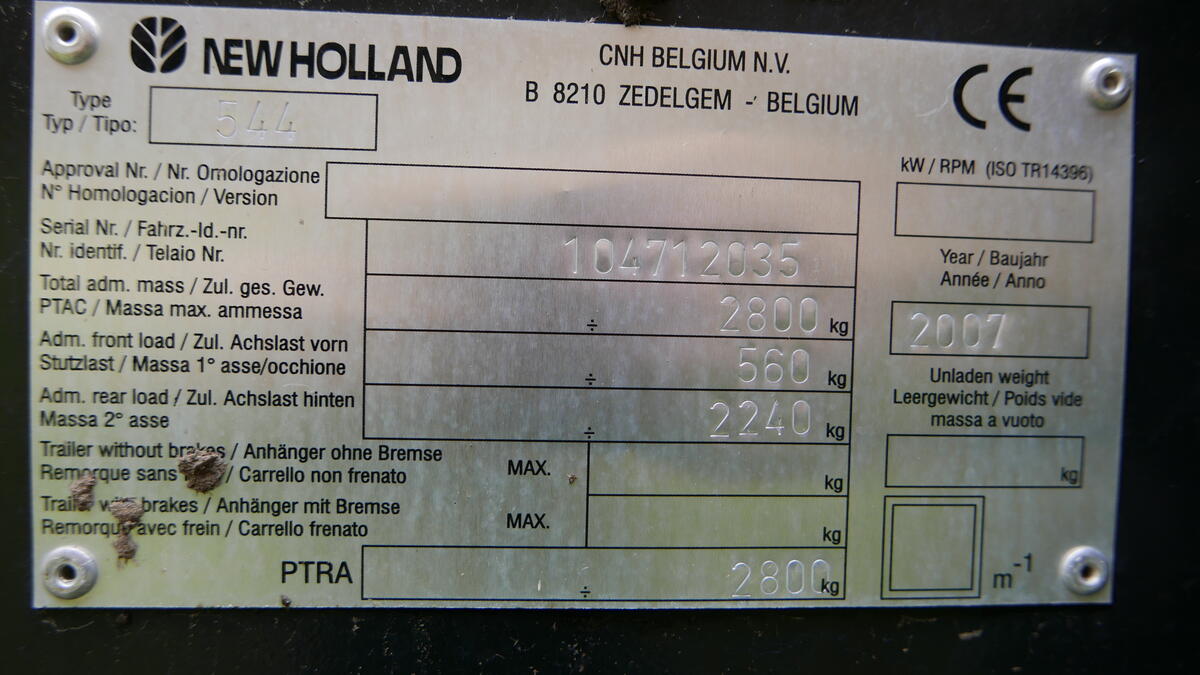 NEW HOLLAND
CNH BELGIUM N.V.
B 8210 ZEDELGEM - BELGIUM
CE
Type
Typ / Tipo:
544
Approval Nr. / Nr. Omologazione
N° Homologacion / Version
kW / RPM (ISO TR14396)
Serial Nr. / Fahrz.-Id.-nr.
Nr. identif. / Telaio Nr.
104712035
Year / Baujahr
Année / Anno
2007
Total adm. mass / Zul. ges. Gew.
PTAC / Massa max. ammessa
÷ 2800 kg
Adm. front load / Zul. Achslast vorn
Stutzlast / Massa 1° asse/occhione
÷ 560 kg
Unladen weight
Leergewicht / Poids vide
massa a vuoto
kg
Adm. rear load / Zul. Achslast hinten
Massa 2° asse
÷ 2240 kg
Trailer without brakes / Anhänger ohne Bremse
Remorque sans / Carrello non frenato
MAX. kg
Trailer with brakes / Anhänger mit Bremse
Remorque avec frein / Carrello frenato
MAX. kg
PTRA ÷ 2800 kg
m-1